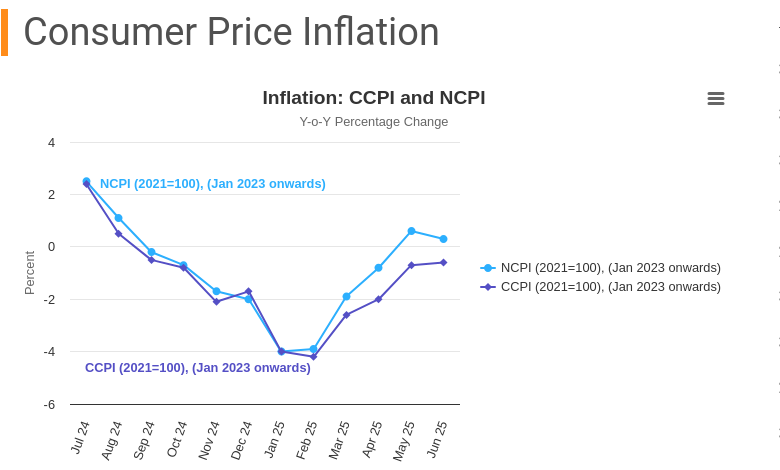 Consumer Price Inflation
Inflation: CCPI and NCPI
Y-o-Y Percentage Change
Percent
4
2
0
-2
-4
-6
NCPI (2021=100), (Jan 2023 onwards)
CCPI (2021=100), (Jan 2023 onwards)
NCPI (2021=100), (Jan 2023 onwards)
CCPI (2021=100), (Jan 2023 onwards)
Jul 24
Aug 24
Sep 24
Oct 24
Nov 24
Dec 24
Jan 25
Feb 25
Mar 25
Apr 25
May 25
Jun 25